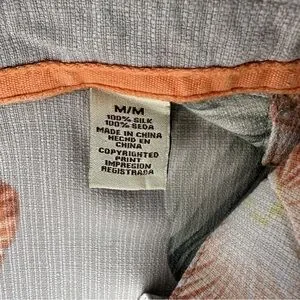 M/M
100% SILK
100% SEDA
MADE IN CHINA
HECHO EN
CHINA
COPYRIGHTED
PRINT
IMPRESION
REGISTRADA